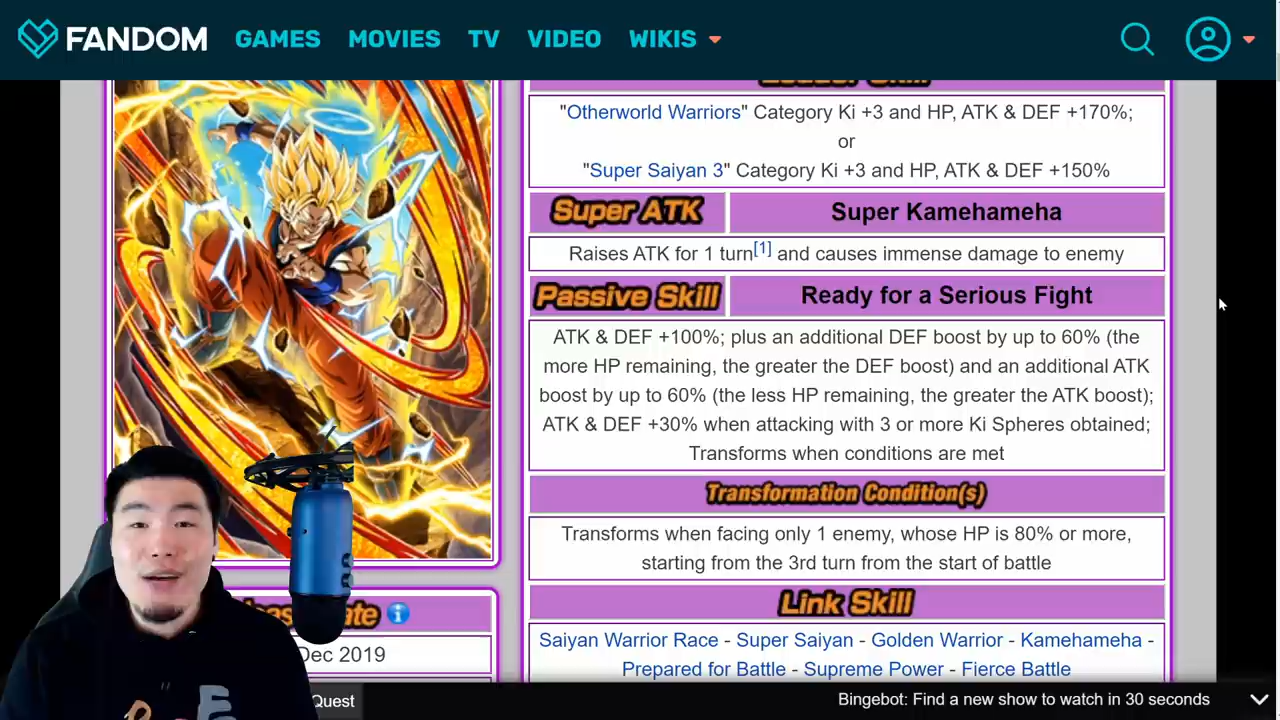 FANDOM GAMES MOVIES TV VIDEO WIKIS
Leader Skill
"Otherworld Warriors" Category Ki +3 and HP, ATK & DEF +170%;
or
"Super Saiyan 3" Category Ki +3 and HP, ATK & DEF +150%
Super ATK Super Kamehameha
Raises ATK for 1 turn[1] and causes immense damage to enemy
Passive Skill Ready for a Serious Fight
ATK & DEF +100%; plus an additional DEF boost by up to 60% (the
more HP remaining, the greater the DEF boost) and an additional ATK
boost by up to 60% (the less HP remaining, the greater the ATK boost);
ATK & DEF +30% when attacking with 3 or more Ki Spheres obtained;
Transforms when conditions are met
Transformation Condition(s)
Transforms when facing only 1 enemy, whose HP is 80% or more,
starting from the 3rd turn from the start of battle
Link Skill
Saiyan Warrior Race - Super Saiyan - Golden Warrior - Kamehameha -
Prepared for Battle - Supreme Power - Fierce Battle
Dec 2019
Quest
Bingebot: Find a new show to watch in 30 seconds